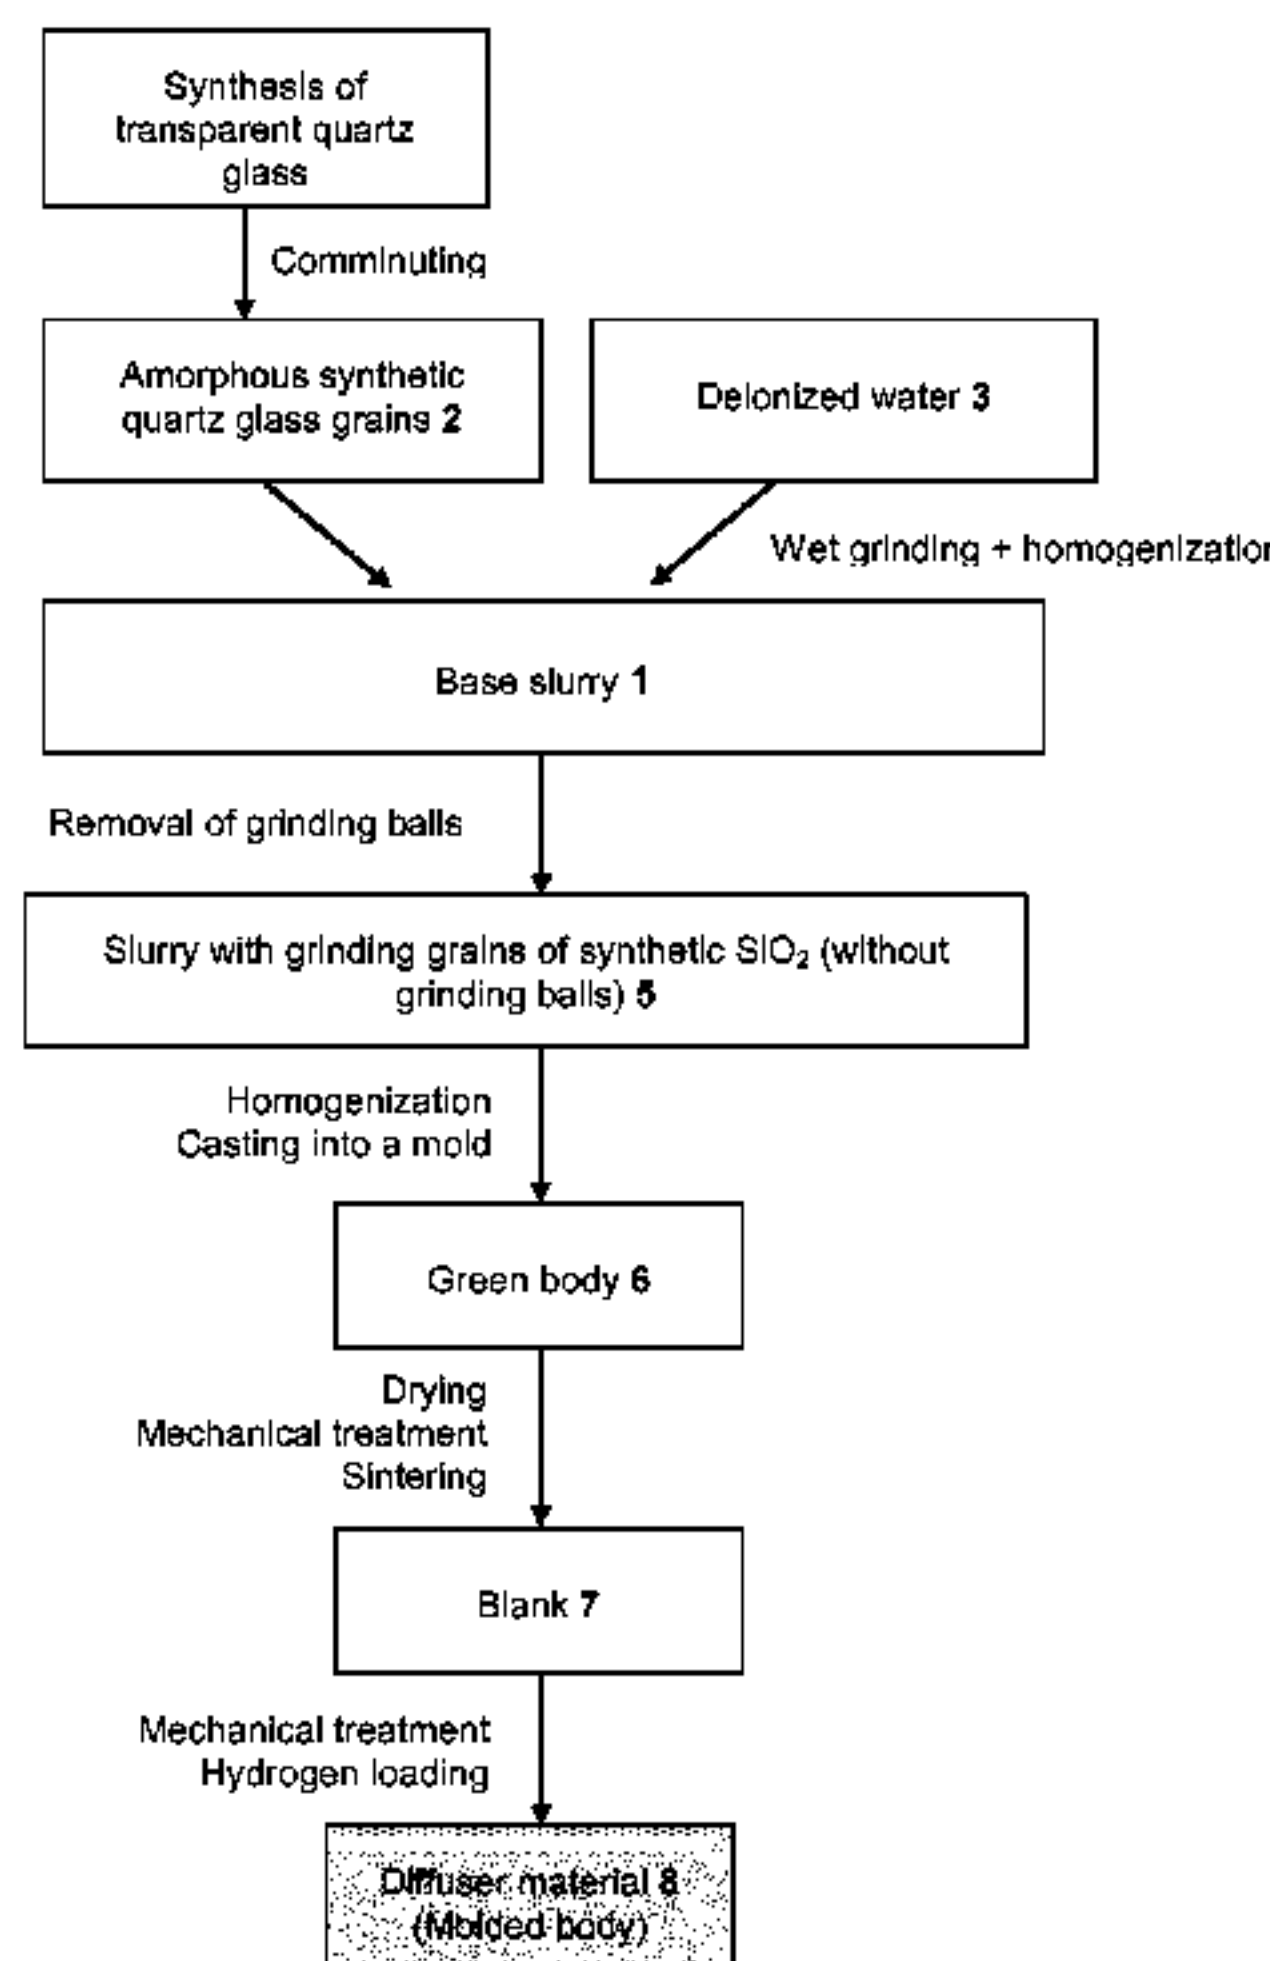 Synthesis of
transparent quartz
glass
Comminuting
Amorphous synthetic
quartz glass grains 2
Deionized water 3
Wet grinding + homogenization
Base slurry 1
Removal of grinding balls
Slurry with grinding grains of synthetic SiO₂ (without
grinding balls) 5
Homogenization
Casting into a mold
Green body 6
Drying
Mechanical treatment
Sintering
Blank 7
Mechanical treatment
Hydrogen loading
Diffuser material 8
(Molded body)